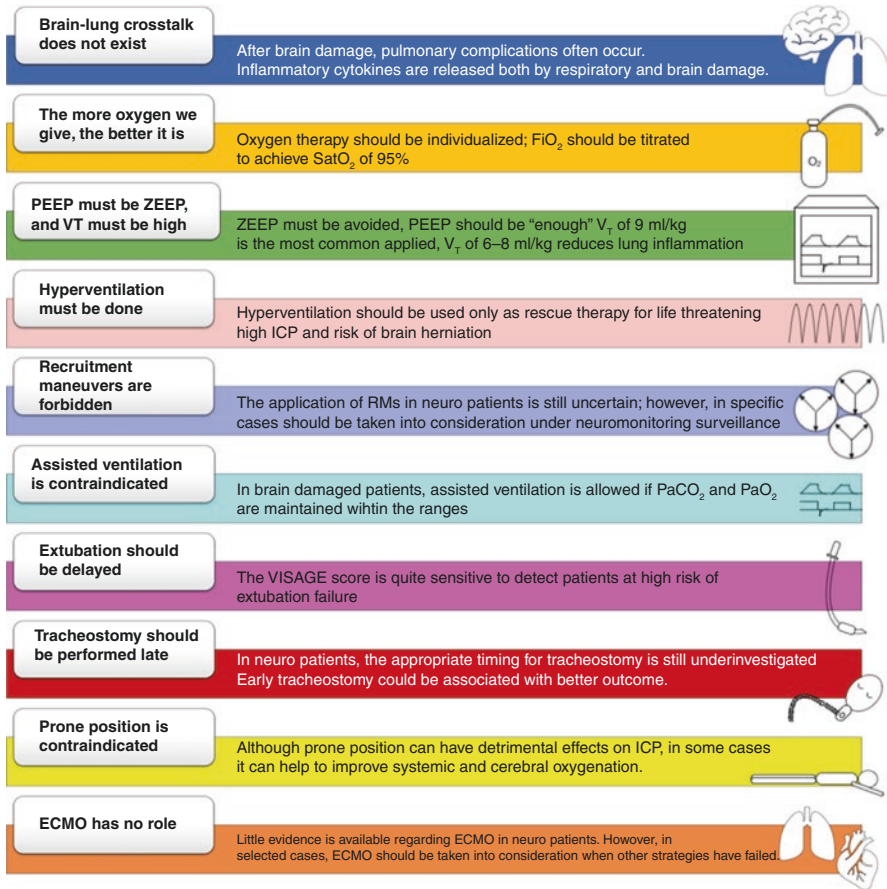 Brain-lung crosstalk
does not exist
After brain damage, pulmonary complications often occur.
Inflammatory cytokines are released both by respiratory and brain damage.
The more oxygen we
give, the better it is
Oxygen therapy should be individualized; FiO2 should be titrated
to achieve SatO2 of 95%
O2
PEEP must be ZEEP,
and VT must be high
ZEEP must be avoided, PEEP should be “enough” VT of 9 ml/kg
is the most common applied, VT of 6–8 ml/kg reduces lung inflammation
Hyperventilation
must be done
Hyperventilation should be used only as rescue therapy for life threatening
high ICP and risk of brain herniation
Recruitment
maneuvers are
forbidden
The application of RMs in neuro patients is still uncertain; however, in specific
cases should be taken into consideration under neuromonitoring surveillance
Assisted ventilation
is contraindicated
In brain damaged patients, assisted ventilation is allowed if PaCO2 and PaO2
are maintained wihtin the ranges
Extubation should
be delayed
The VISAGE score is quite sensitive to detect patients at high risk of
extubation failure
Tracheostomy should
be performed late
In neuro patients, the appropriate timing for tracheostomy is still underinvestigated
Early tracheostomy could be associated with better outcome.
Prone position is
contraindicated
Although prone position can have detrimental effects on ICP, in some cases
it can help to improve systemic and cerebral oxygenation.
ECMO has no role
Little evidence is available regarding ECMO in neuro patients. However, in
selected cases, ECMO should be taken into consideration when other strategies have failed.